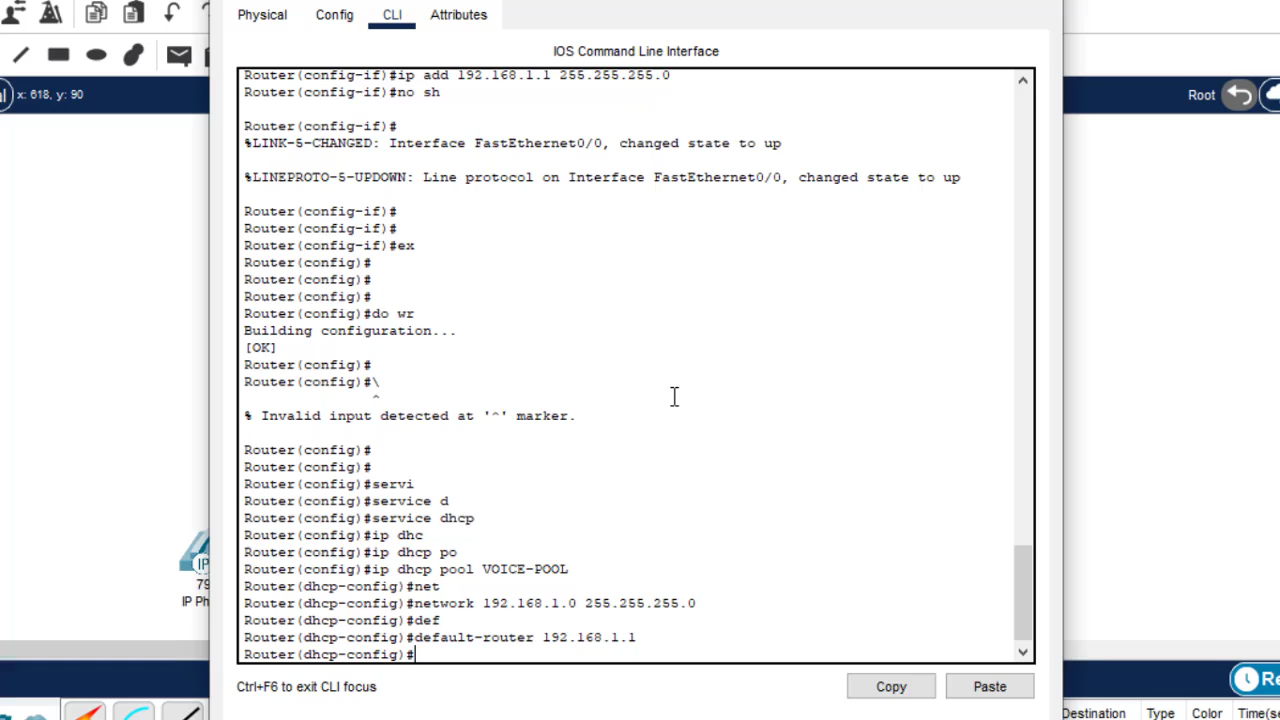 Physical Config CLI Attributes
IOS Command Line Interface
Router(config-if)#ip add 192.168.1.1 255.255.255.0
Router(config-if)#no sh
Router(config-if)#
%LINK-5-CHANGED: Interface FastEthernet0/0, changed state to up
%LINEPROTO-5-UPDOWN: Line protocol on Interface FastEthernet0/0, changed state to up
Router(config-if)#
Router(config-if)#
Router(config-if)#ex
Router(config)#
Router(config)#
Router(config)#
Router(config)#do wr
Building configuration...
[OK]
Router(config)#
Router(config)#\
^
% Invalid input detected at '^' marker.
Router(config)#
Router(config)#
Router(config)#servi
Router(config)#service d
Router(config)#service dhcp
Router(config)#ip dhc
Router(config)#ip dhcp po
Router(config)#ip dhcp pool VOICE-POOL
Router(dhcp-config)#net
Router(dhcp-config)#network 192.168.1.0 255.255.255.0
Router(dhcp-config)#def
Router(dhcp-config)#default-router 192.168.1.1
Router(dhcp-config)#
Ctrl+F6 to exit CLI focus
Copy
Paste
x: 618, y: 90
Root
IP
79
IP Ph
Re
Destination Type Color Time(se